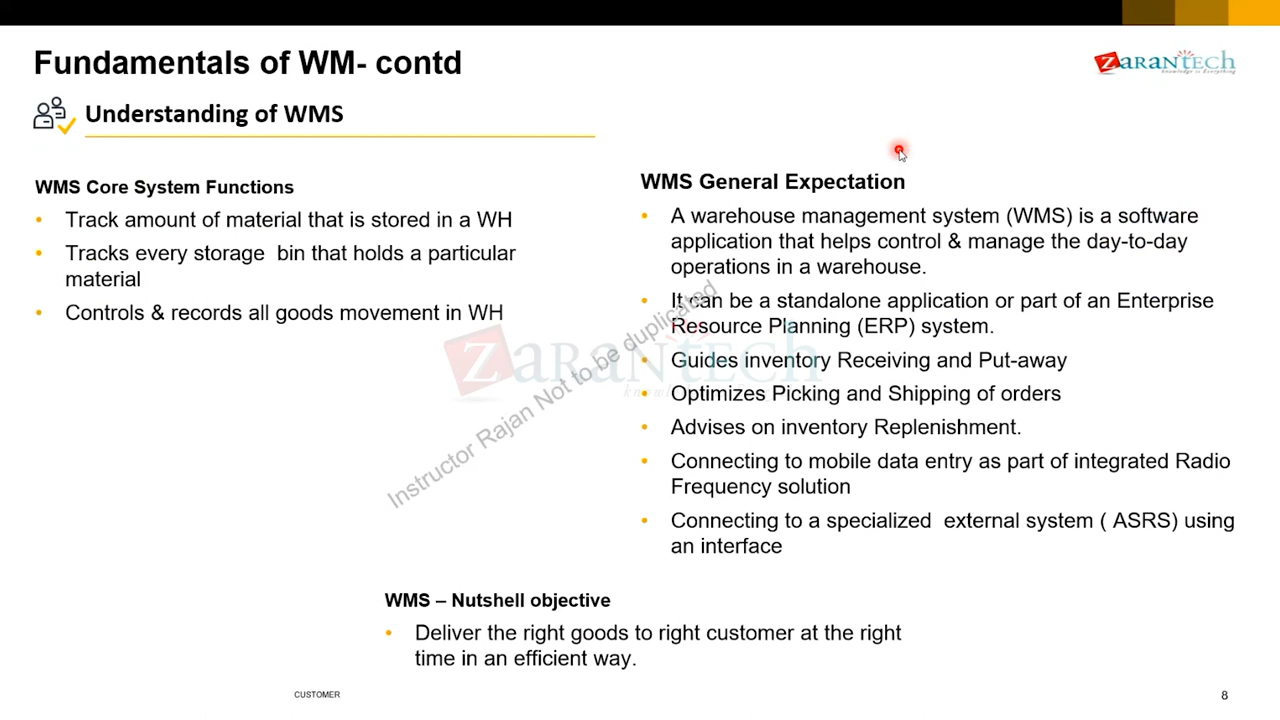 Fundamentals of WM- contd
ZARANTECH
Knowledge is Everything
Understanding of WMS
WMS Core System Functions
• Track amount of material that is stored in a WH
• Tracks every storage  bin that holds a particular
material
• Controls & records all goods movement in WH
WMS General Expectation
• A warehouse management system (WMS) is a software
application that helps control & manage the day-to-day
operations in a warehouse.
• It can be a standalone application or part of an Enterprise
Resource Planning (ERP) system.
• Guides inventory Receiving and Put-away
• Optimizes Picking and Shipping of orders
• Advises on inventory Replenishment.
• Connecting to mobile data entry as part of integrated Radio
Frequency solution
• Connecting to a specialized  external system ( ASRS) using
an interface
ZARANTECH
Instructor Rajan Not to be duplicated
WMS – Nutshell objective
• Deliver the right goods to right customer at the right
time in an efficient way.
CUSTOMER
8